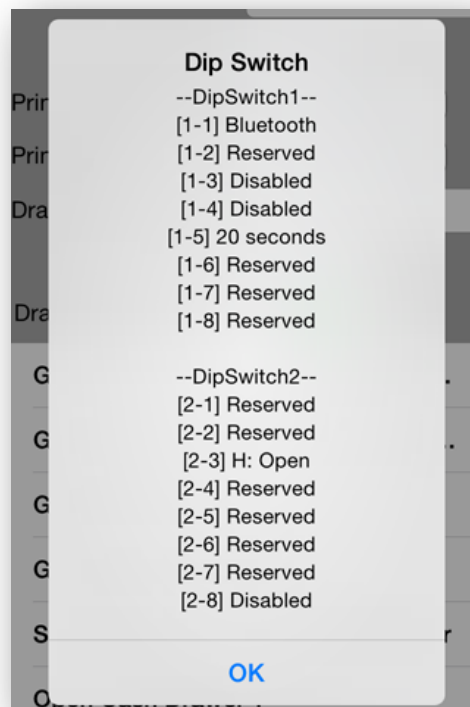 Dip Switch
--DipSwitch1--
[1-1] Bluetooth
[1-2] Reserved
[1-3] Disabled
[1-4] Disabled
[1-5] 20 seconds
[1-6] Reserved
[1-7] Reserved
[1-8] Reserved
--DipSwitch2--
[2-1] Reserved
[2-2] Reserved
[2-3] H: Open
[2-4] Reserved
[2-5] Reserved
[2-6] Reserved
[2-7] Reserved
[2-8] Disabled
OK